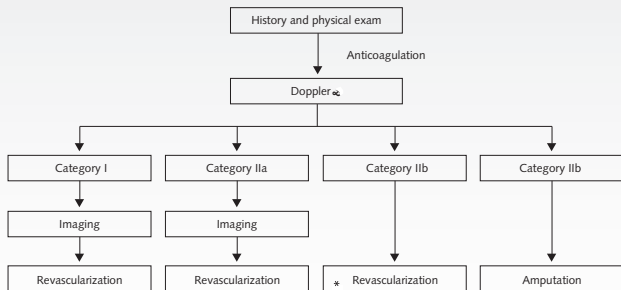 History and physical exam
Anticoagulation
Doppler
Category I Category IIa Category IIb Category IIb
Imaging Imaging
Revascularization Revascularization * Revascularization Amputation